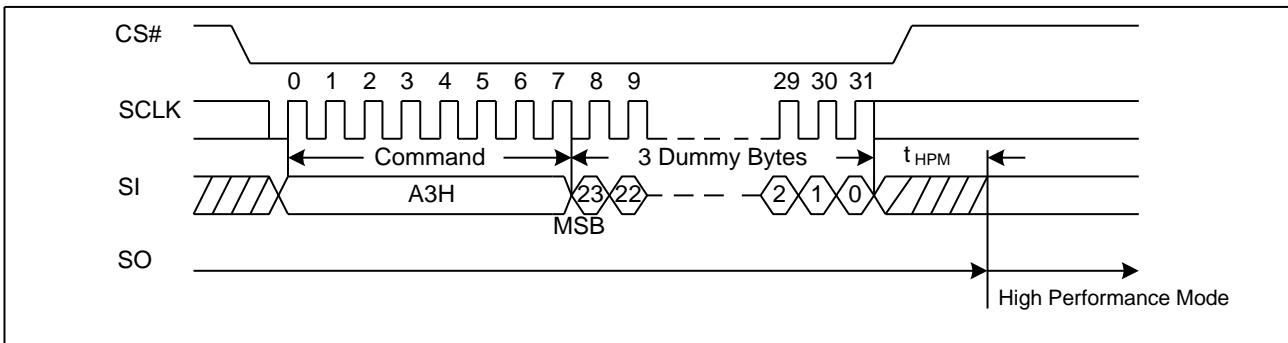 CS#
0 1 2 3 4 5 6 7 8 9 29 30 31
SCLK
Command 3 Dummy Bytes tHPM
SI A3H 23 22 2 1 0
MSB
SO
High Performance Mode